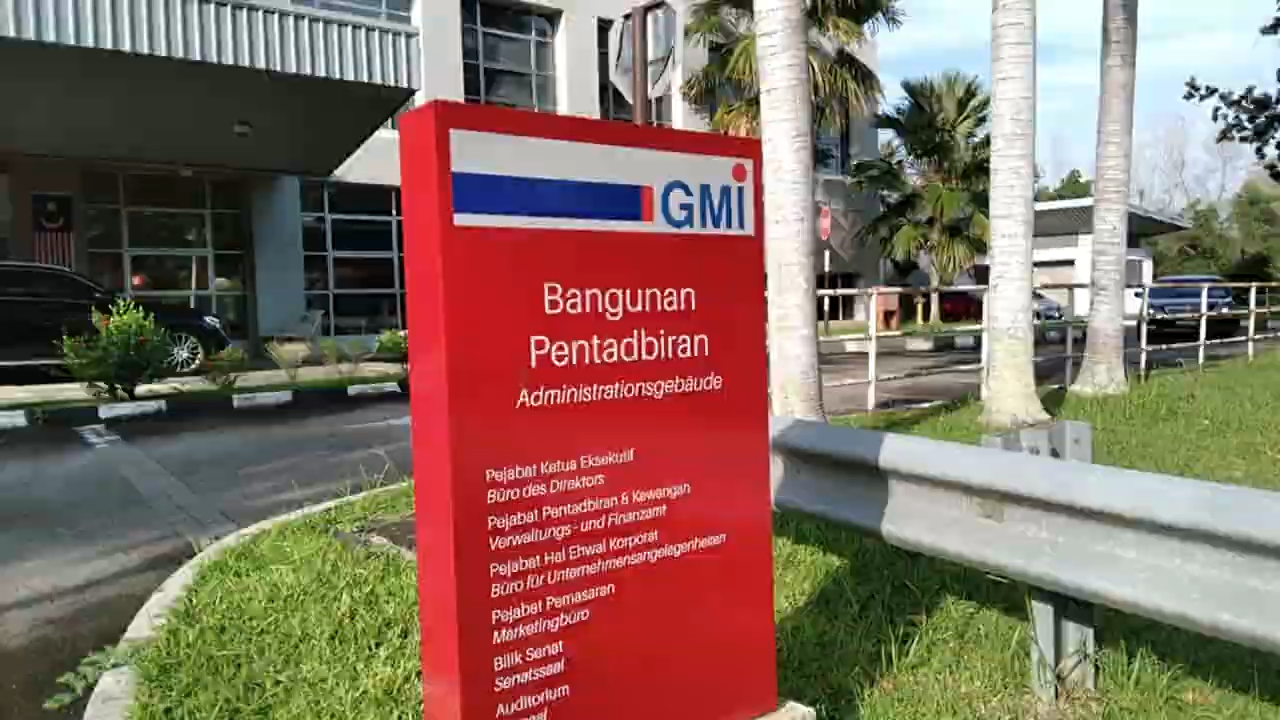 GMi
Bangunan
Pentadbiran
Administrationsgebäude
Pejabat Ketua Eksekutif
Büro des Direktors
Pejabat Pentadbiran & Kewangan
Verwaltungs - und Finanzamt
Pejabat Hal Ehwal Korporat
Büro für Unternehmensangelegenheiten
Pejabat Pemasaran
Marketingbüro
Bilik Senat
Senatssaal
Auditorium